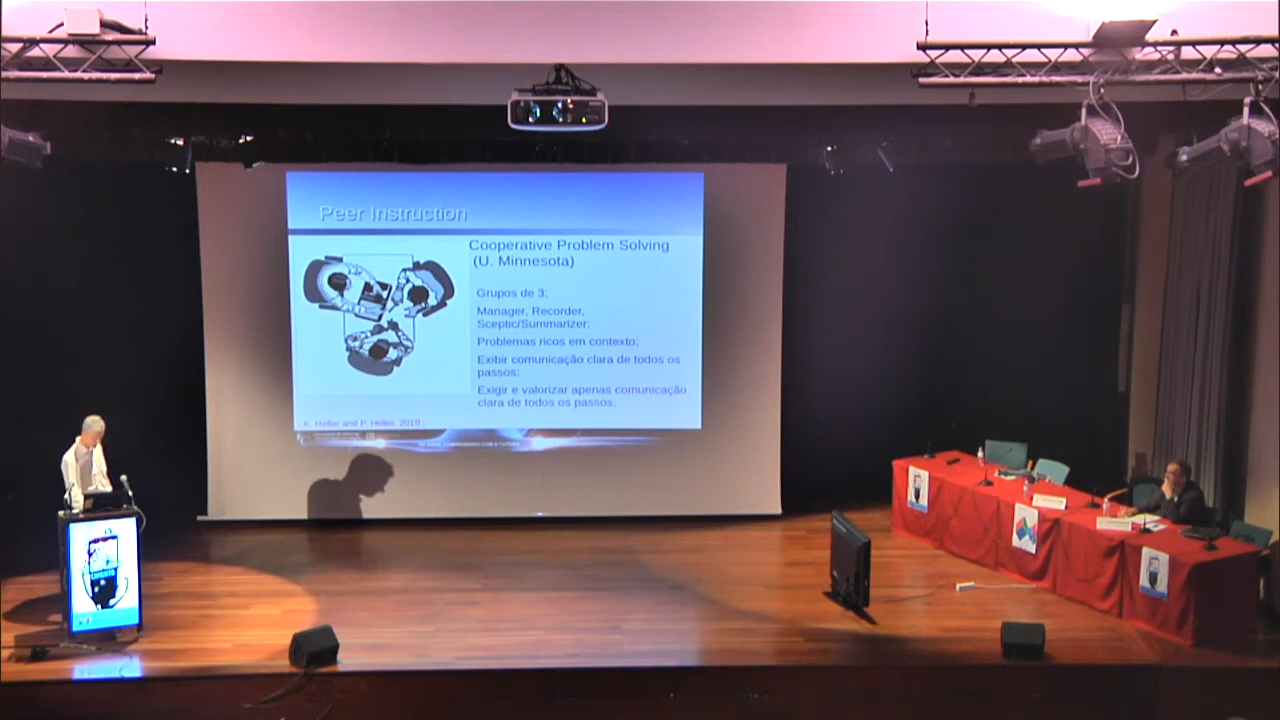 Peer Instruction
Cooperative Problem Solving
(U. Minnesota)
Grupos de 3;
Manager, Recorder,
Sceptic/Summarizer;
Problemas ricos em contexto;
Exibir comunicação clara de todos os
passos;
Exigir e valorizar apenas comunicação
clara de todos os passos.
K. Heller and P. Heller, 2010 ;